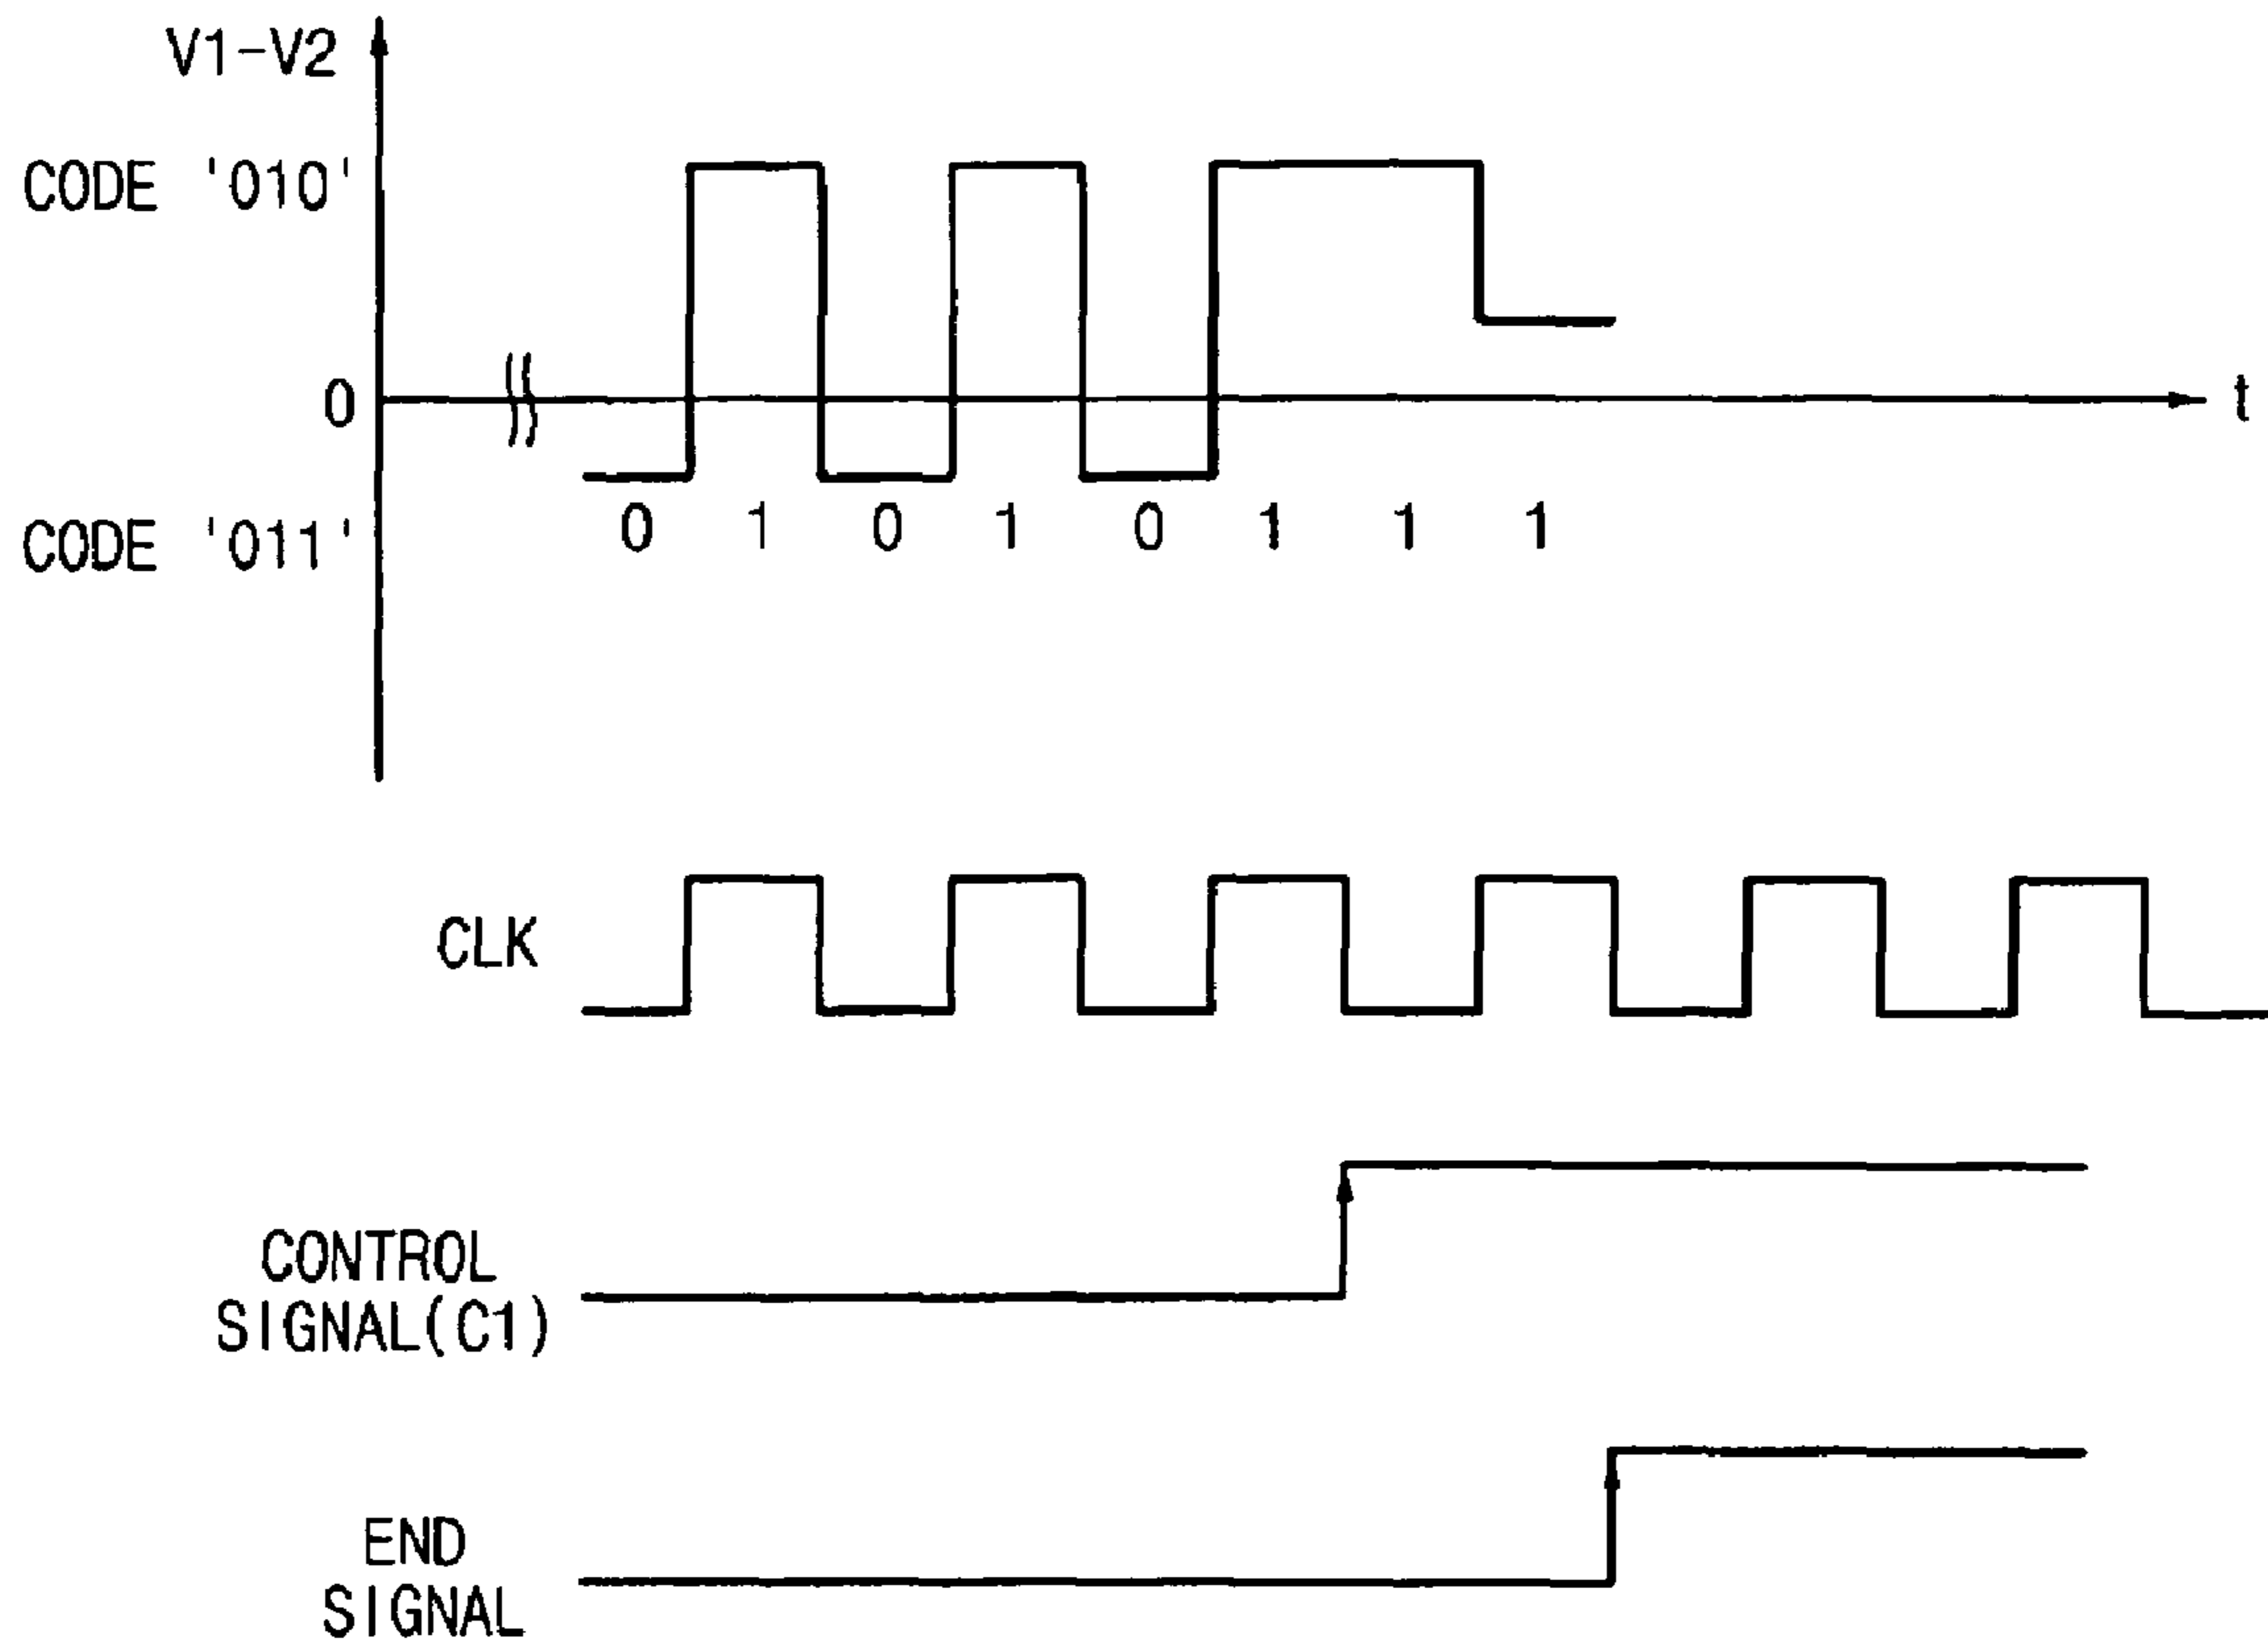 V1-V2
CODE '010'
0
t
0 1 0 1 0 1 1 1
CODE '011'
CLK
CONTROL
SIGNAL(C1)
END
SIGNAL